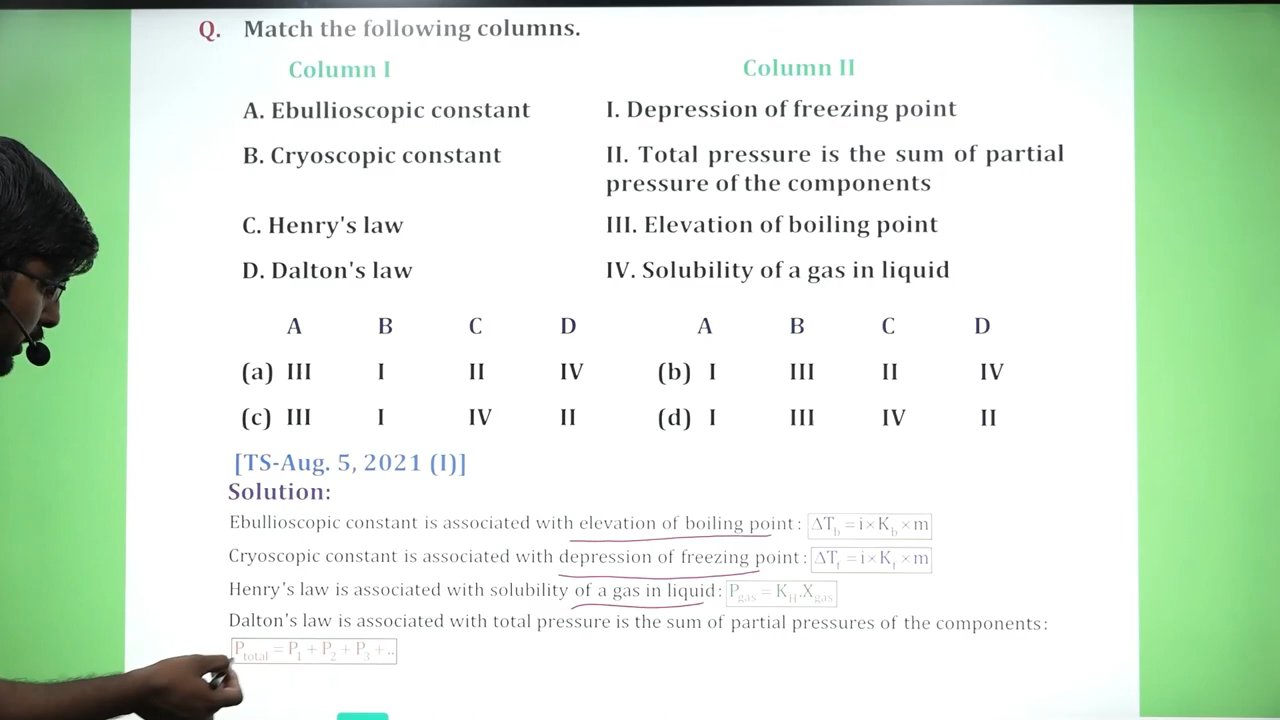 Q. Match the following columns.
Column I Column II
A. Ebullioscopic constant I. Depression of freezing point
B. Cryoscopic constant II. Total pressure is the sum of partial
pressure of the components
C. Henry's law III. Elevation of boiling point
D. Dalton's law IV. Solubility of a gas in liquid
A B C D A B C D
(a) III I II IV (b) I III II IV
(c) III I IV II (d) I III IV II
[TS-Aug. 5, 2021 (I)]
Solution:
Ebullioscopic constant is associated with elevation of boiling point: ΔT_b = i × K_b × m
Cryoscopic constant is associated with depression of freezing point: ΔT_f = i × K_f × m
Henry's law is associated with solubility of a gas in liquid: P_gas = K_H.X_gas
Dalton's law is associated with total pressure is the sum of partial pressures of the components:
P_total = P_1 + P_2 + P_3 + ..